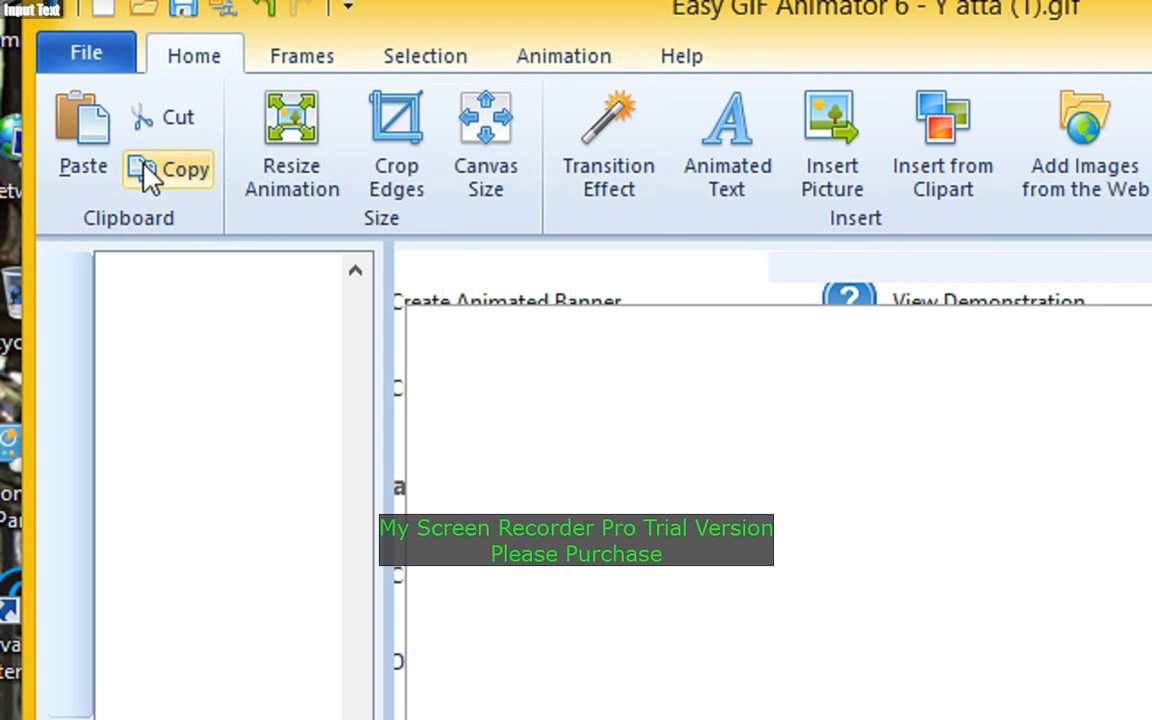 Input Text
Easy GIF Animator 6 - Y atta (1).gif
File Home Frames Selection Animation Help
Paste
Cut
Copy
Clipboard
Resize Animation
Crop Edges
Canvas Size
Size
Transition Effect
Animated Text
Insert Picture
Insert from Clipart
Add Images from the Web
Insert
Create Animated Banner
View Demonstration
My Screen Recorder Pro Trial Version
Please Purchase